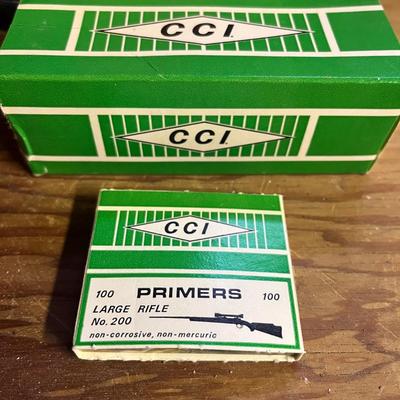 CCI
CCI
CCI
100 PRIMERS 100
LARGE RIFLE
No. 200
non-corrosive, non-mercuric